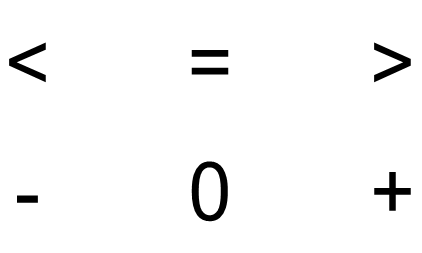 < = >
- 0 +